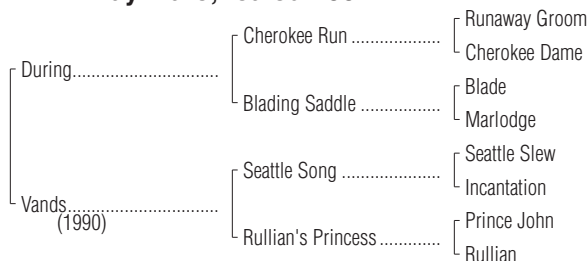 Runaway Groom
Cherokee Run ......................
Cherokee Dame
During....................................
Blade
Blading Saddle ....................
Marlodge
Seattle Slew
Seattle Song ........................
Incantation
Vands.....................................
(1990)
Prince John
Rullian's Princess ...............
Rullian